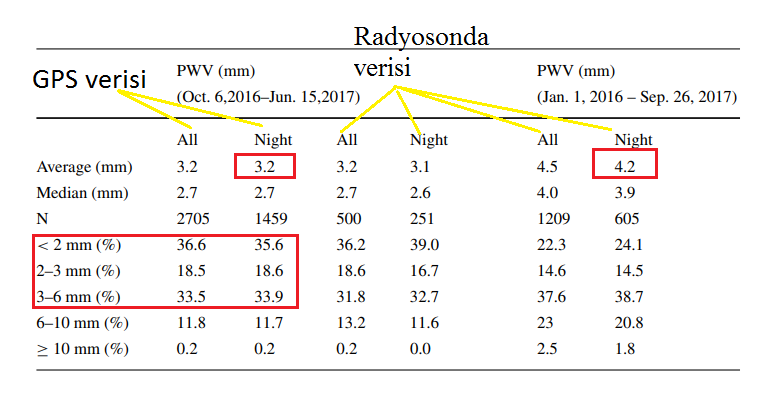 Radyosonda
verisi
GPS verisi
PWV (mm) PWV (mm)
(Oct. 6,2016–Jun. 15,2017) (Jan. 1, 2016 – Sep. 26, 2017)
All Night All Night All Night
Average (mm) 3.2 3.2 3.2 3.1 4.5 4.2
Median (mm) 2.7 2.7 2.7 2.6 4.0 3.9
N 2705 1459 500 251 1209 605
< 2 mm (%) 36.6 35.6 36.2 39.0 22.3 24.1
2–3 mm (%) 18.5 18.6 18.6 16.7 14.6 14.5
3–6 mm (%) 33.5 33.9 31.8 32.7 37.6 38.7
6–10 mm (%) 11.8 11.7 13.2 11.6 23 20.8
≥ 10 mm (%) 0.2 0.2 0.2 0.0 2.5 1.8